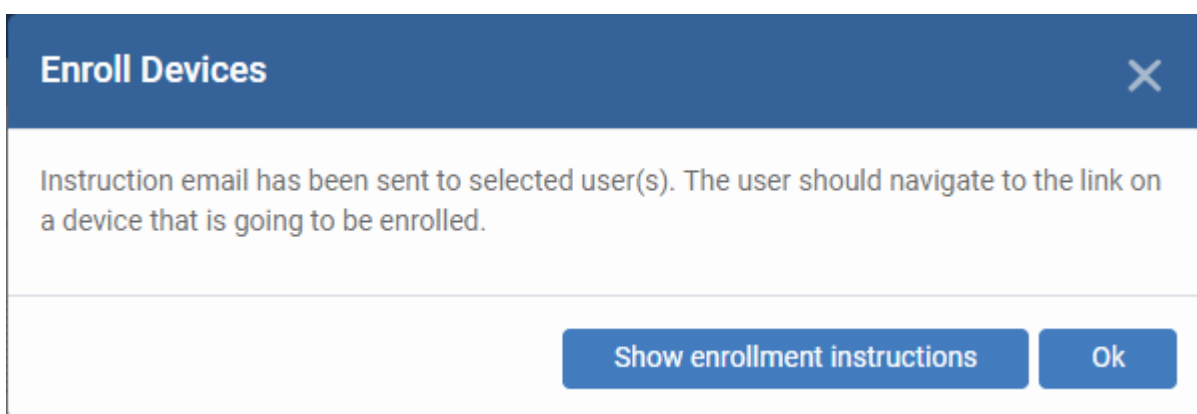 Enroll Devices
Instruction email has been sent to selected user(s). The user should navigate to the link on
a device that is going to be enrolled.
Show enrollment instructions
Ok